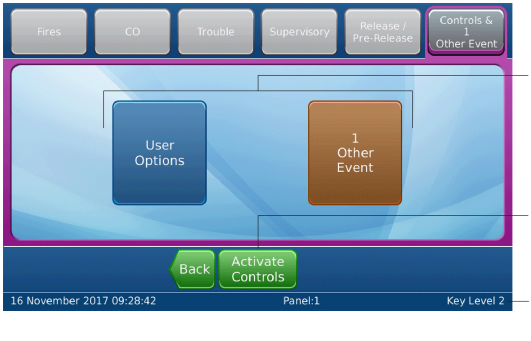 Fires
CO
Trouble
Supervisory
Release /
Pre-Release
Controls &
1
Other Event
User
Options
1
Other
Event
Back
Activate
Controls
16 November 2017 09:28:42
Panel:1
Key Level 2